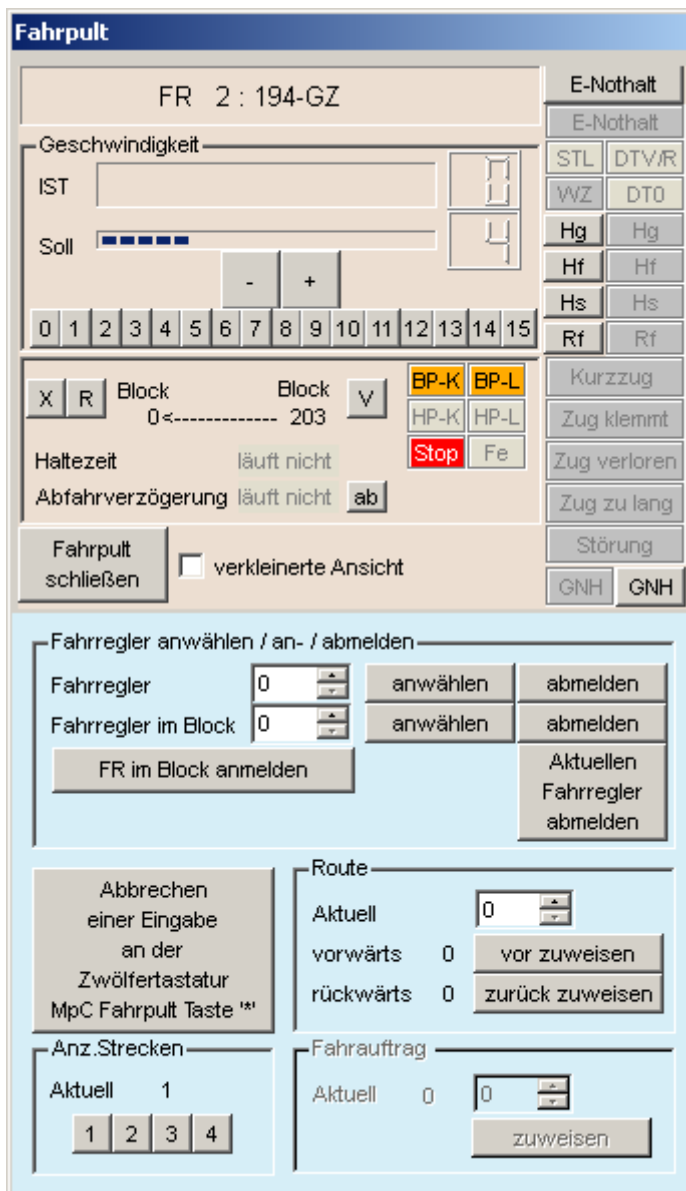 Fahrpult
FR 2 : 194-GZ
E-Nothalt
E-Nothalt
Geschwindigkeit
IST
0
Soll
4
- +
0 1 2 3 4 5 6 7 8 9 10 11 12 13 14 15
STL DTV/R
WZ DT0
Hg Hg
Hf Hf
Hs Hs
Rf Rf
X R Block Block V
0<------------- 203
BP-K BP-L
HP-K HP-L
Stop Fe
Haltezeit läuft nicht
Abfahrverzögerung läuft nicht ab
Kurzzug
Zug klemmt
Zug verloren
Zug zu lang
Störung
GNH GNH
Fahrpult
schließen
verkleinerte Ansicht
Fahrregler anwählen / an- / abmelden
Fahrregler 0 anwählen abmelden
Fahrregler im Block 0 anwählen abmelden
FR im Block anmelden
Aktuellen
Fahrregler
abmelden
Abbrechen
einer Eingabe
an der
Zwölfertastatur
MpC Fahrpult Taste '*'
Route
Aktuell 0
vorwärts 0 vor zuweisen
rückwärts 0 zurück zuweisen
Anz.Strecken
Aktuell 1
1 2 3 4
Fahrauftrag
Aktuell 0 0
zuweisen